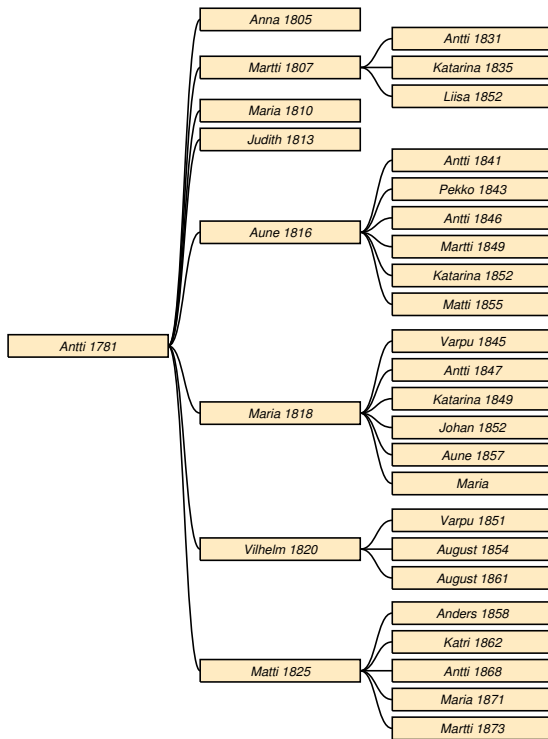 Antti 1781
Anna 1805
Martti 1807
Antti 1831
Katarina 1835
Liisa 1852
Maria 1810
Judith 1813
Aune 1816
Antti 1841
Pekko 1843
Antti 1846
Martti 1849
Katarina 1852
Matti 1855
Maria 1818
Varpu 1845
Antti 1847
Katarina 1849
Johan 1852
Aune 1857
Maria
Vilhelm 1820
Varpu 1851
August 1854
August 1861
Matti 1825
Anders 1858
Katri 1862
Antti 1868
Maria 1871
Martti 1873